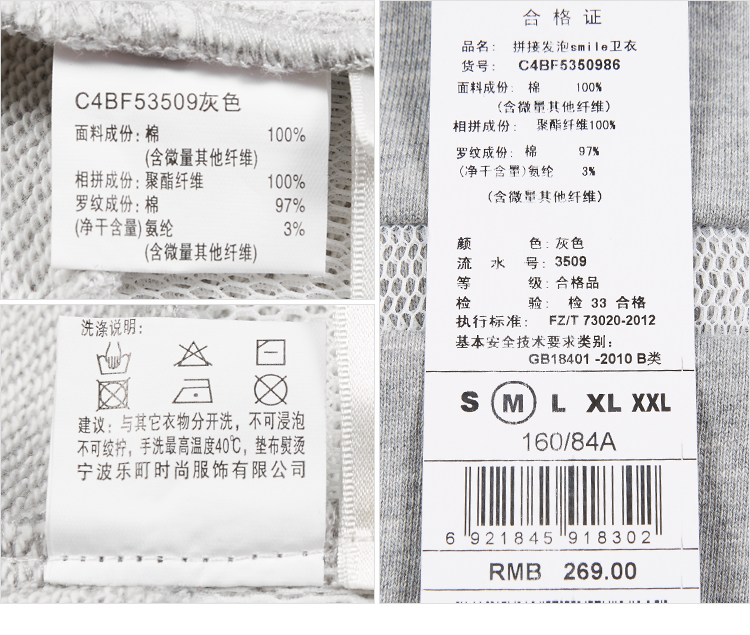 C4BF53509灰色
面料成份: 棉 100%
(含微量其他纤维)
相拼成份: 聚酯纤维 100%
罗纹成份: 棉 97%
(净干含量) 氨纶 3%
(含微量其他纤维)
洗涤说明:
建议: 与其它衣物分开洗, 不可浸泡
不可绞拧, 手洗最高温度40℃, 垫布熨烫
宁波乐町时尚服饰有限公司
合格证
品名: 拼接发泡smile卫衣
货号: C4BF5350986
面料成份: 棉 100%
(含微量其他纤维)
相拼成份: 聚酯纤维100%
罗纹成份: 棉 97%
(净干含量)氨纶 3%
(含微量其他纤维)
颜色: 灰色
流水号: 3509
等级: 合格品
检验: 检 33 合格
执行标准: FZ/T 73020-2012
基本安全技术要求类别:
GB18401 -2010 B类
S M L XL XXL
160/84A
6 921845 918302
RMB 269.00